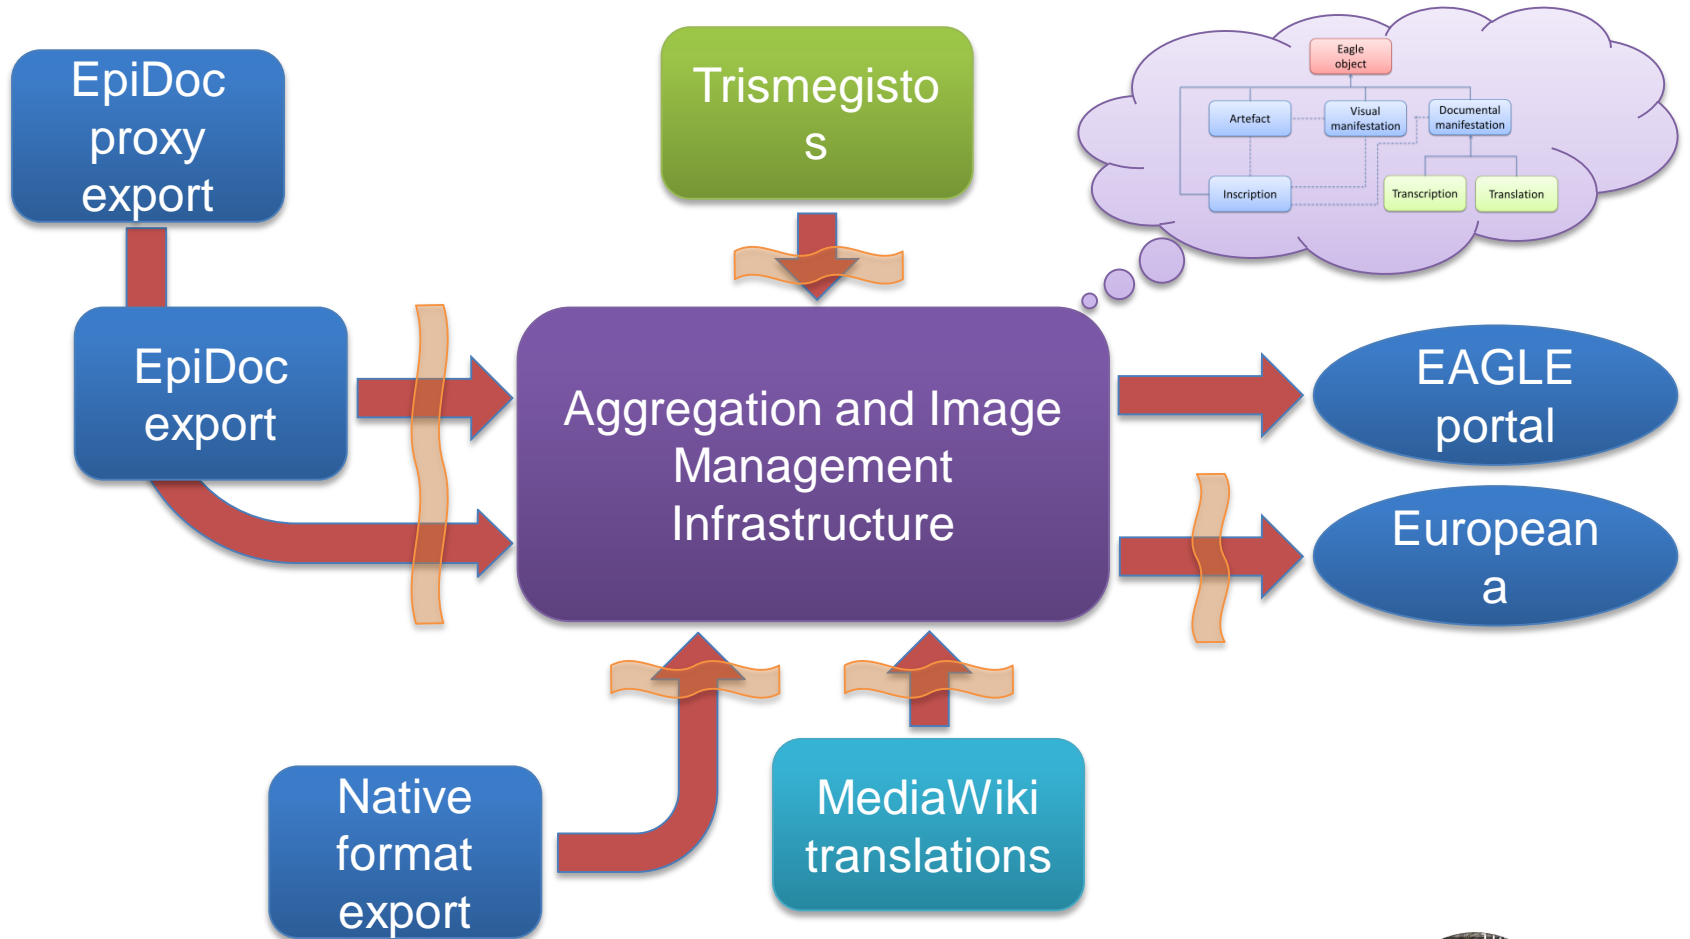 EpiDoc
proxy
export
Trismegisto
s
Eagle
object
Artefact
Visual
manifestation
Documental
manifestation
Inscription
Transcription
Translation
EpiDoc
export
Aggregation and Image
Management
Infrastructure
EAGLE
portal
European
a
Native
format
export
MediaWiki
translations